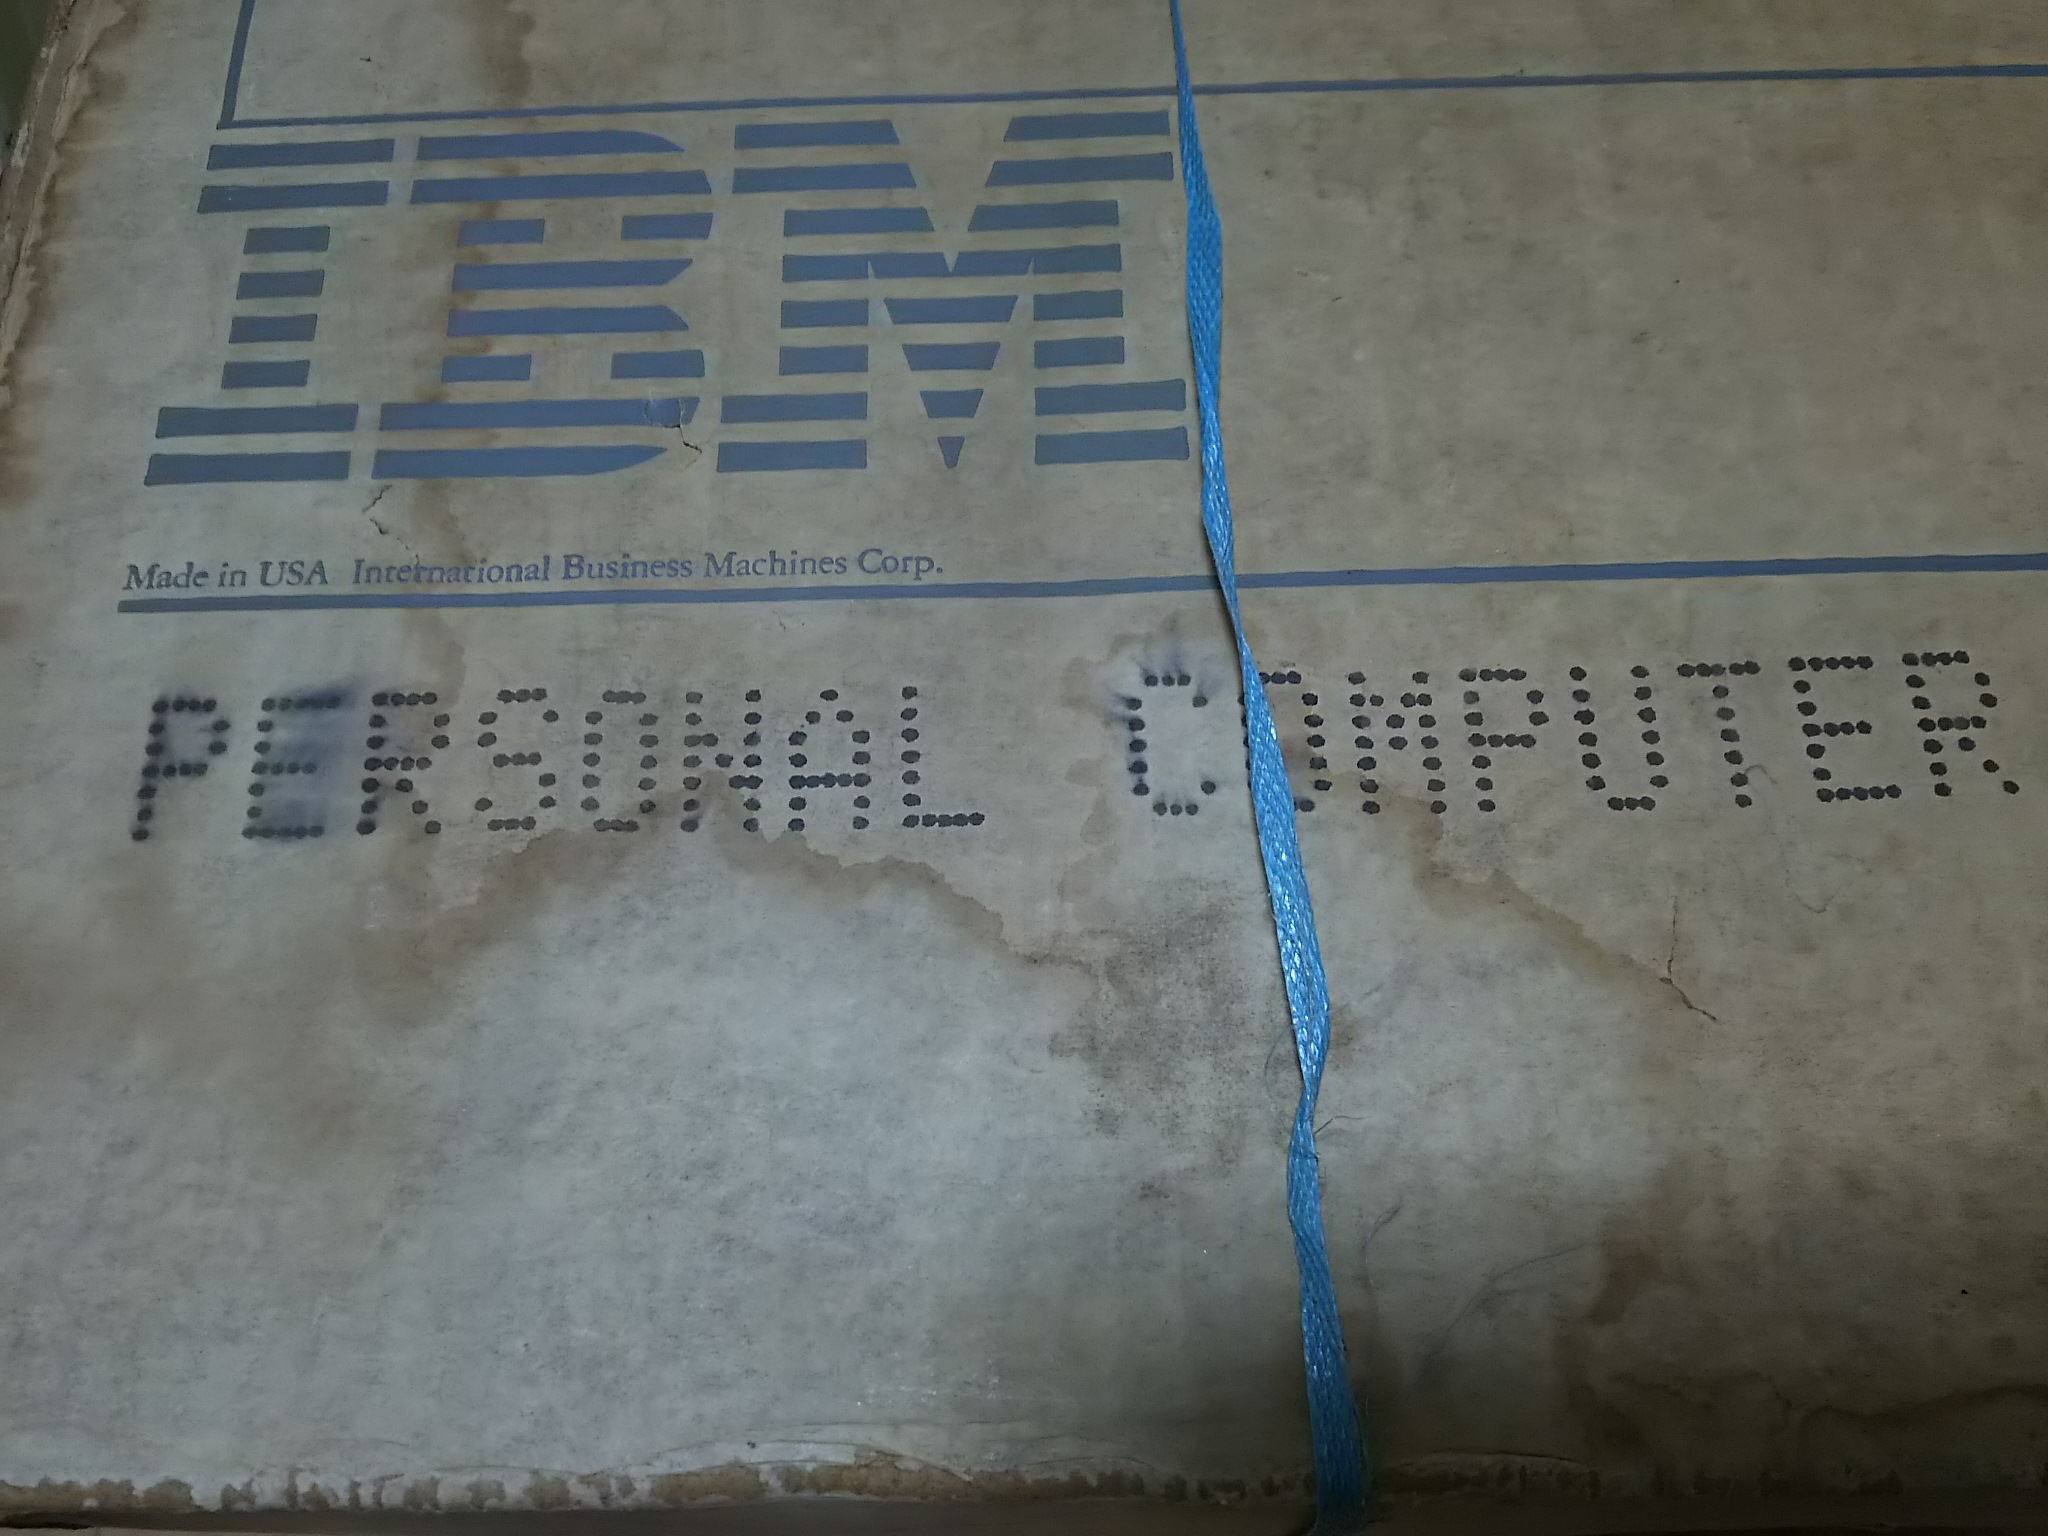 IBM
Made in USA International Business Machines Corp.
PERSONAL COMPUTER